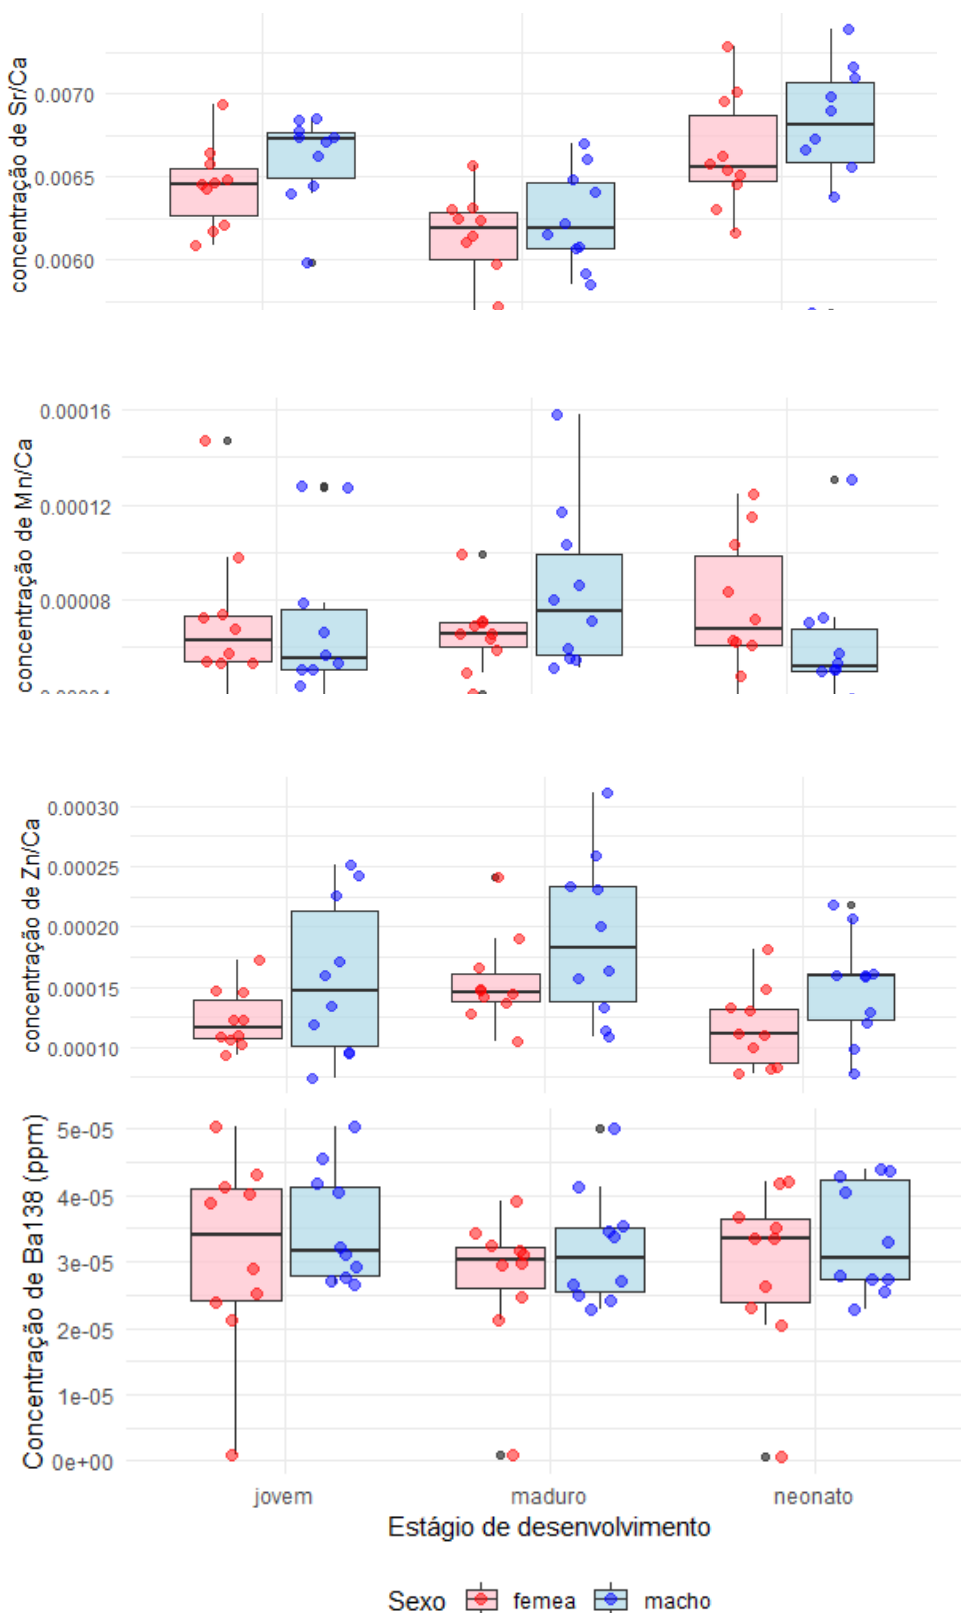 concentração de Sr/Ca
0.0070
0.0065
0.0060
concentração de Mn/Ca
0.00016
0.00012
0.00008
concentração de Zn/Ca
0.00030
0.00025
0.00020
0.00015
0.00010
Concentração de Ba138 (ppm)
5e-05
4e-05
3e-05
2e-05
1e-05
0e+00
jovem maduro neonato
Estágio de desenvolvimento
Sexo femea macho